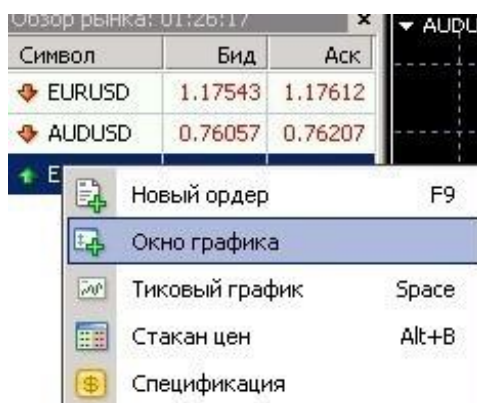 Обзор рынка: 01:26:17 x AUDU
Символ Бид Аск
EURUSD 1.17543 1.17612
AUDUSD 0.76057 0.76207
E
Новый ордер F9
Окно графика
Тиковый график Space
Стакан цен Alt+B
Спецификация